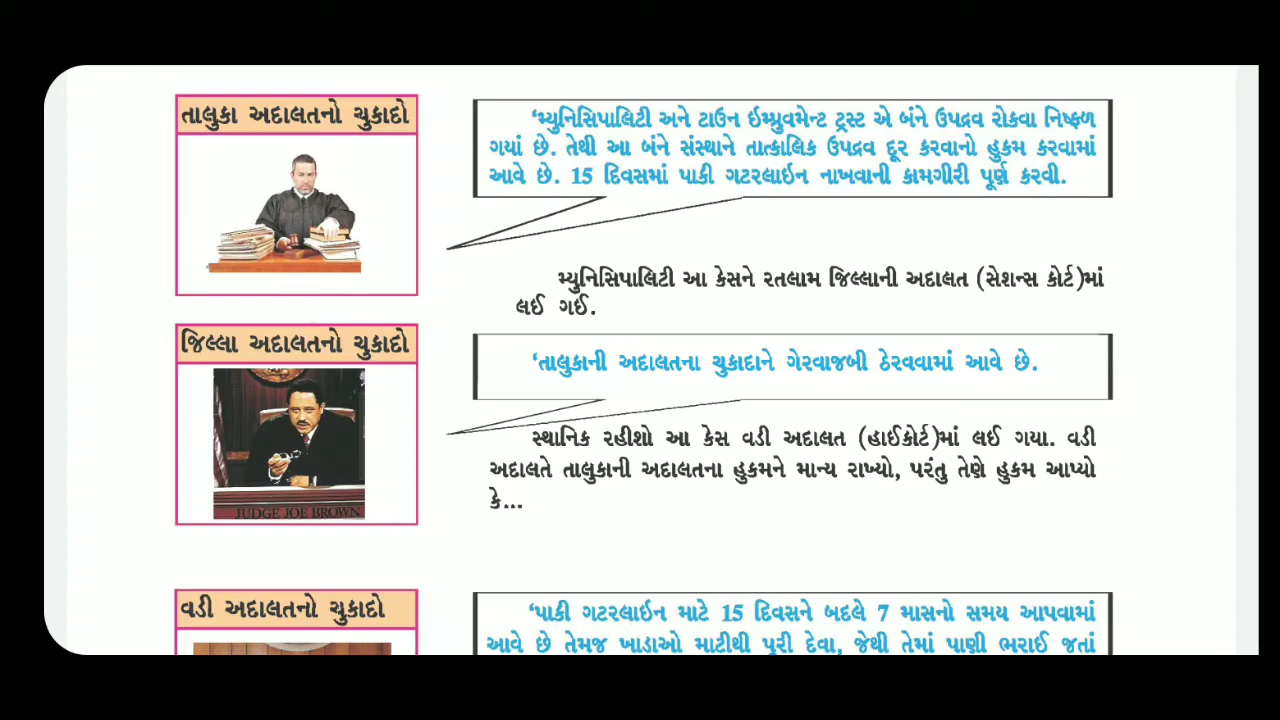 તાલુકા અદાલતનો ચુકાદો
‘મ્યુનિસિપાલિટી અને ટાઉન ઇમ્પ્રુવમેન્ટ ટ્રસ્ટ એ બંને ઉપદ્રવ રોકવા નિષ્ફળ
ગયાં છે. તેથી આ બંને સંસ્થાને તાત્કાલિક ઉપદ્રવ દૂર કરવાનો હુંકમ કરવામાં
આવે છે. 15 દિવસમાં પાકી ગટરલાઇન નાખવાની કામગીરી પૂર્ણ કરવી.
મ્યુનિસિપાલિટી આ કેસને રતલામ જિલ્લાની અદાલત (સેશન્સ કોર્ટ)માં
લઈ ગઈ.
જિલ્લા અદાલતનો ચુકાદો
‘તાલુકાની અદાલતના ચુકાદાને ગેરવાજબી ઠેરવવામાં આવે છે.
JUDGE JOE BROWN
સ્થાનિક રહીશો આ કેસ વડી અદાલત (હાઈકોર્ટ)માં લઈ ગયા. વડી
અદાલતે તાલુકાની અદાલતના હુકમને માન્ય રાખ્યો, પરંતુ તેણે હુકમ આપ્યો
કે...
વડી અદાલતનો ચુકાદો
‘પાકી ગટરલાઇન માટે 15 દિવસને બદલે 7 માસનો સમય આપવામાં
આવે છે તેમજ ખાડાઓ માટીથી પૂરી દેવા, જેથી તેમાં પાણી ભરાઈ જતાં